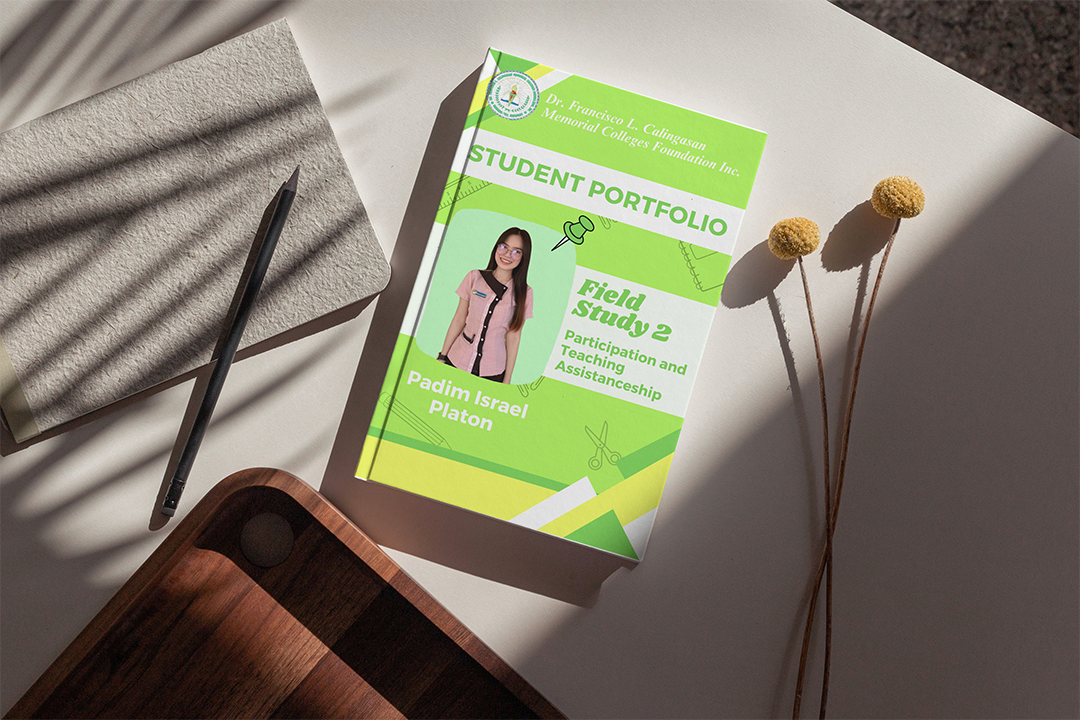 Dr. Francisco L. Calingasan
Memorial Colleges Foundation Inc.
STUDENT PORTFOLIO
Field
Study 2
Participation and
Teaching
Assistanceship
Padim Israel
Platon